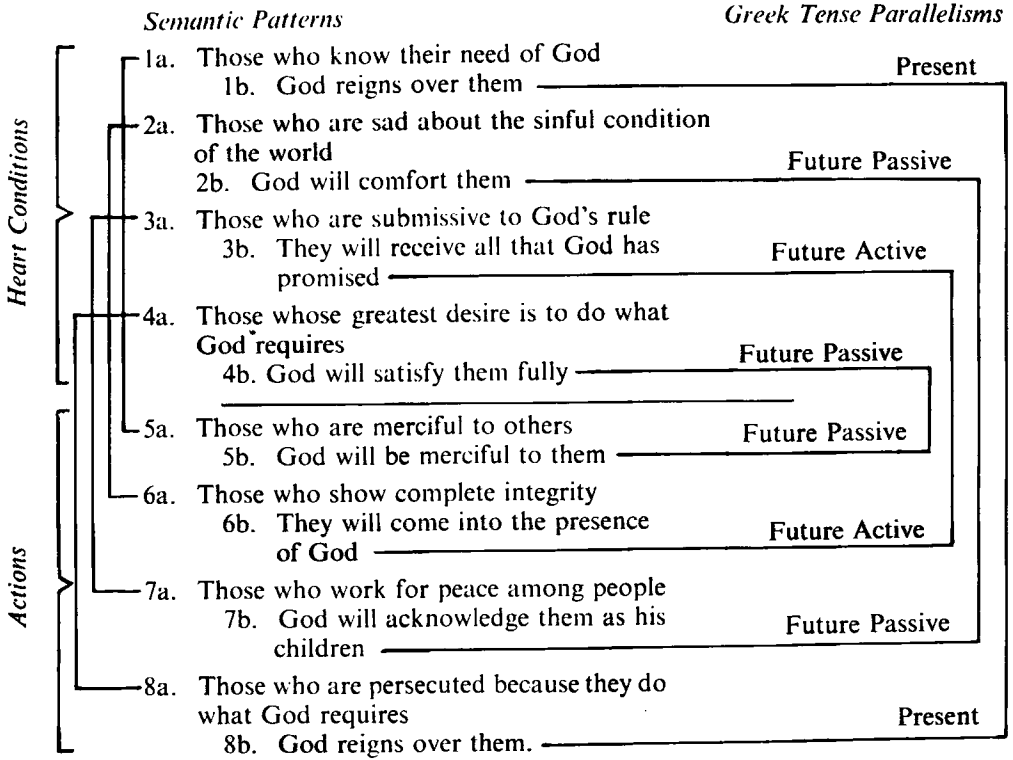 Semantic Patterns
Greek Tense Parallelisms
Heart Conditions
1a. Those who know their need of God
Present
1b. God reigns over them
2a. Those who are sad about the sinful condition
of the world
Future Passive
2b. God will comfort them
3a. Those who are submissive to God's rule
3b. They will receive all that God has
Future Active
promised
4a. Those whose greatest desire is to do what
God requires
Future Passive
4b. God will satisfy them fully
Actions
5a. Those who are merciful to others
Future Passive
5b. God will be merciful to them
6a. Those who show complete integrity
6b. They will come into the presence
Future Active
of God
7a. Those who work for peace among people
7b. God will acknowledge them as his
Future Passive
children
8a. Those who are persecuted because they do
what God requires
Present
8b. God reigns over them.